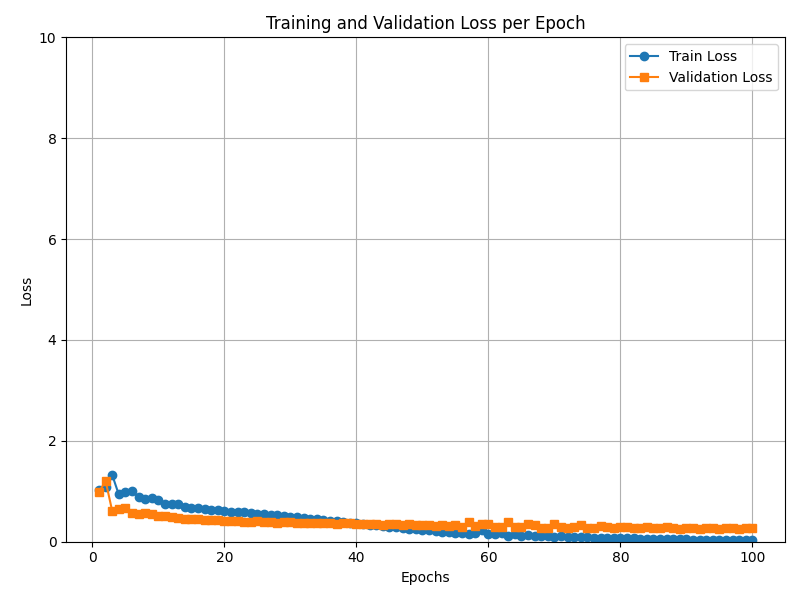 Training and Validation Loss per Epoch
Train Loss
Validation Loss
10
8
6
4
2
0
Loss
0 20 40 60 80 100
Epochs